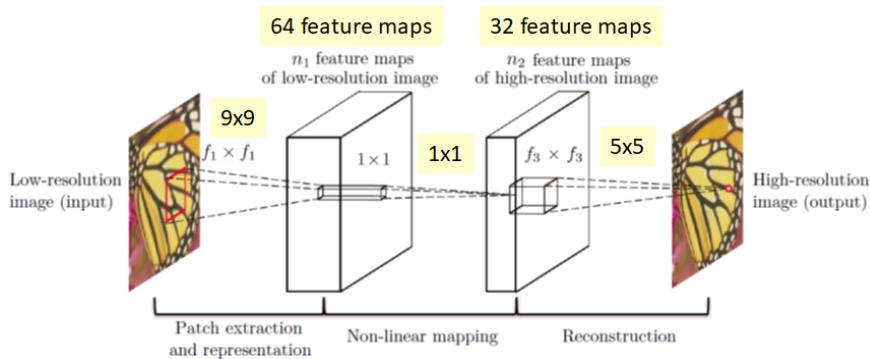 64 feature maps
32 feature maps
n₁ feature maps
of low-resolution image
n₂ feature maps
of high-resolution image
9x9
f₁ × f₁
1×1
1x1
f₃ × f₃
5x5
Low-resolution
image (input)
High-resolution
image (output)
Patch extraction
and representation
Non-linear mapping
Reconstruction